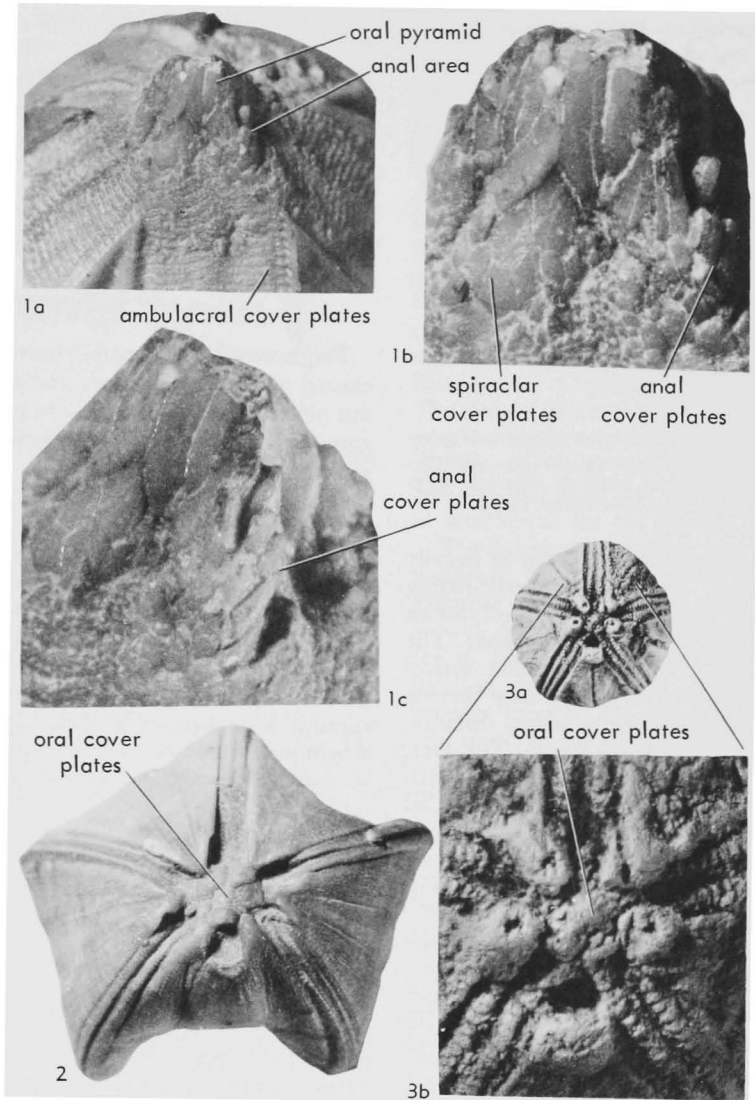 oral pyramid
anal area
1a
ambulacral cover plates
1b
spiraclar
cover plates
anal
cover plates
anal
cover plates
1c
3a
oral cover
plates
oral cover plates
2
3b